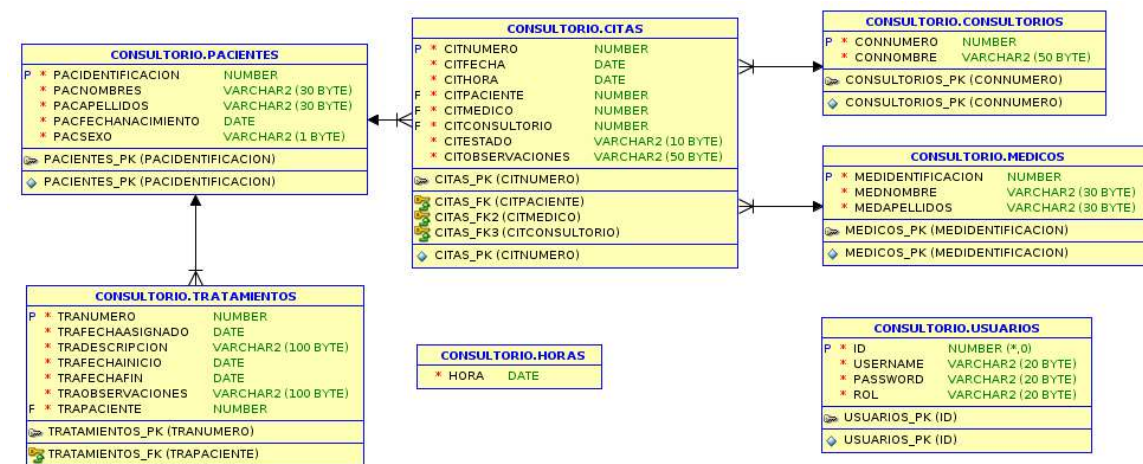 CONSULTORIO.PACIENTES
P * PACIDENTIFICACION NUMBER
* PACNOMBRES VARCHAR2 (30 BYTE)
* PACAPELLIDOS VARCHAR2 (30 BYTE)
* PACFECHANACIMIENTO DATE
* PACSEXO VARCHAR2 (1 BYTE)
PACIENTES_PK (PACIDENTIFICACION)
PACIENTES_PK (PACIDENTIFICACION)
CONSULTORIO.CITAS
P * CITNUMERO NUMBER
* CITFECHA DATE
* CITHORA DATE
F * CITPACIENTE NUMBER
F * CITMEDICO NUMBER
F * CITCONSULTORIO NUMBER
* CITESTADO VARCHAR2 (10 BYTE)
* CITOBSERVACIONES VARCHAR2 (50 BYTE)
CITAS_PK (CITNUMERO)
CITAS_FK (CITPACIENTE)
CITAS_FK2 (CITMEDICO)
CITAS_FK3 (CITCONSULTORIO)
CITAS_PK (CITNUMERO)
CONSULTORIO.CONSULTORIOS
P * CONNUMERO NUMBER
* CONNOMBRE VARCHAR2 (50 BYTE)
CONSULTORIOS_PK (CONNUMERO)
CONSULTORIOS_PK (CONNUMERO)
CONSULTORIO.MEDICOS
P * MEDIDENTIFICACION NUMBER
* MEDNOMBRE VARCHAR2 (30 BYTE)
* MEDAPELLIDOS VARCHAR2 (30 BYTE)
MEDICOS_PK (MEDIDENTIFICACION)
MEDICOS_PK (MEDIDENTIFICACION)
CONSULTORIO.TRATAMIENTOS
P * TRANUMERO NUMBER
* TRAFECHAASIGNADO DATE
* TRADESCRIPCION VARCHAR2 (100 BYTE)
* TRAFECHAINICIO DATE
* TRAFECHAFIN DATE
* TRAOBSERVACIONES VARCHAR2 (100 BYTE)
F * TRAPACIENTE NUMBER
TRATAMIENTOS_PK (TRANUMERO)
TRATAMIENTOS_FK (TRAPACIENTE)
CONSULTORIO.HORAS
* HORA DATE
CONSULTORIO.USUARIOS
P * ID NUMBER (*,0)
* USERNAME VARCHAR2 (20 BYTE)
* PASSWORD VARCHAR2 (20 BYTE)
* ROL VARCHAR2 (20 BYTE)
USUARIOS_PK (ID)
USUARIOS_PK (ID)